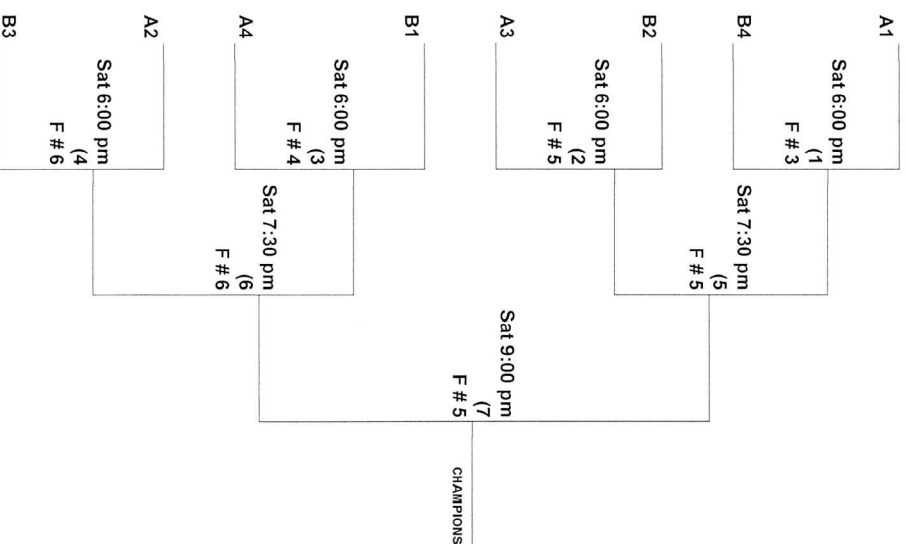 A1
Sat 6:00 pm
(1
F # 3
B4
Sat 7:30 pm
(5
F # 5
B2
Sat 6:00 pm
(2
F # 5
A3
Sat 9:00 pm
(7
F # 5
CHAMPIONS
B1
Sat 6:00 pm
(3
F # 4
A4
Sat 7:30 pm
(6
F # 6
A2
Sat 6:00 pm
(4
F # 6
B3